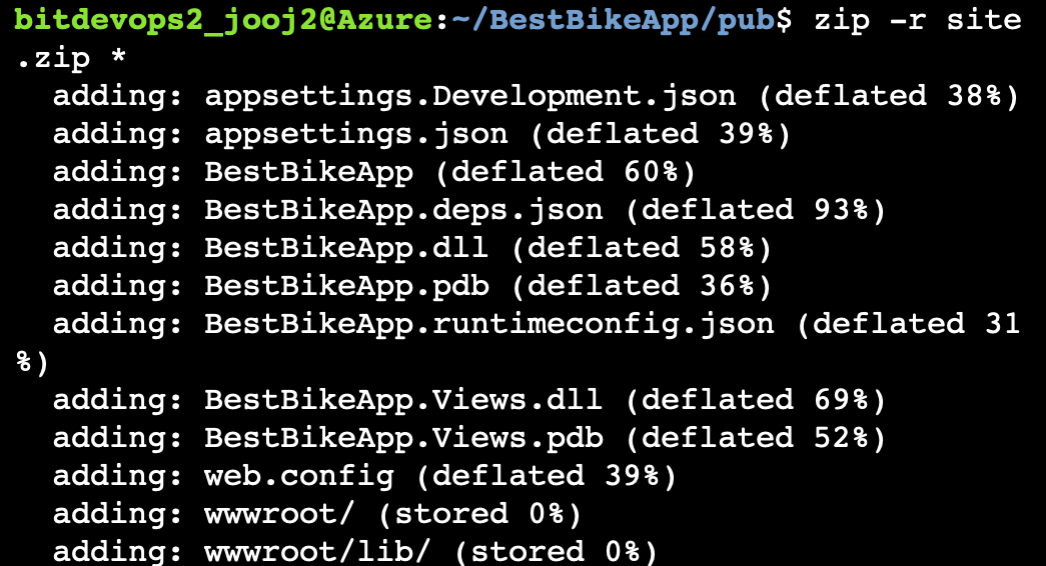 bitdevops2_jooj2@Azure:~/BestBikeApp/pub$ zip -r site
.zip *
  adding: appsettings.Development.json (deflated 38%)
  adding: appsettings.json (deflated 39%)
  adding: BestBikeApp (deflated 60%)
  adding: BestBikeApp.deps.json (deflated 93%)
  adding: BestBikeApp.dll (deflated 58%)
  adding: BestBikeApp.pdb (deflated 36%)
  adding: BestBikeApp.runtimeconfig.json (deflated 31
%)
  adding: BestBikeApp.Views.dll (deflated 69%)
  adding: BestBikeApp.Views.pdb (deflated 52%)
  adding: web.config (deflated 39%)
  adding: wwwroot/ (stored 0%)
  adding: wwwroot/lib/ (stored 0%)